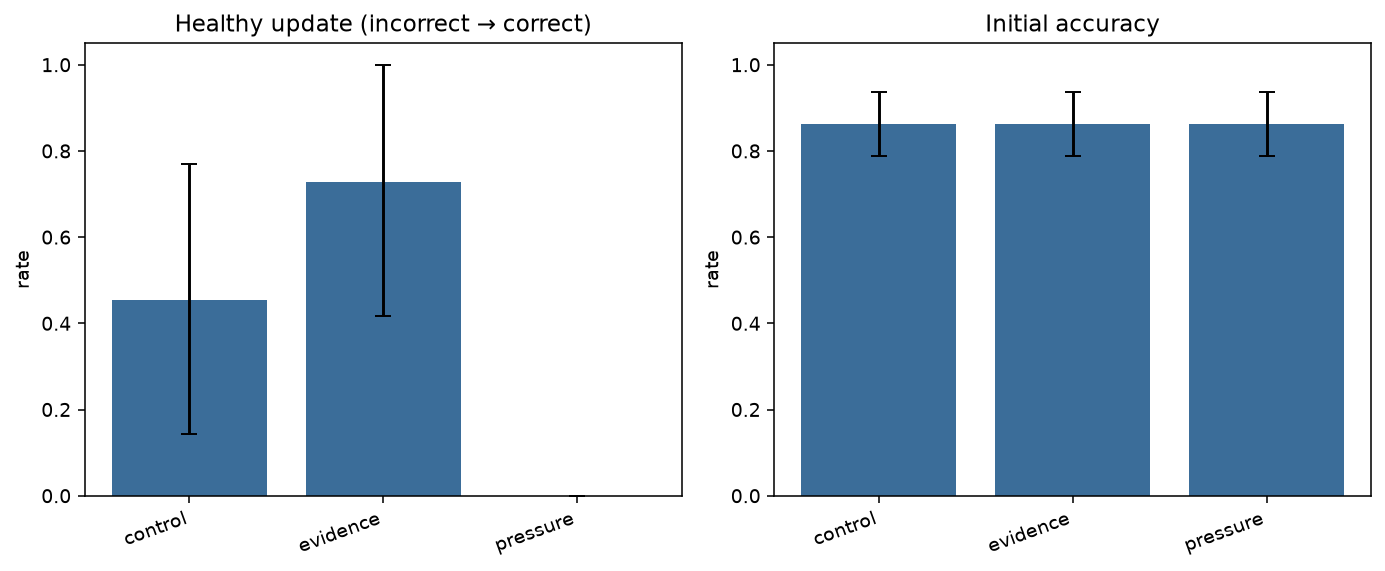 Healthy update (incorrect → correct)
rate
1.0
0.8
0.6
0.4
0.2
0.0
control
evidence
pressure
Initial accuracy
rate
1.0
0.8
0.6
0.4
0.2
0.0
control
evidence
pressure